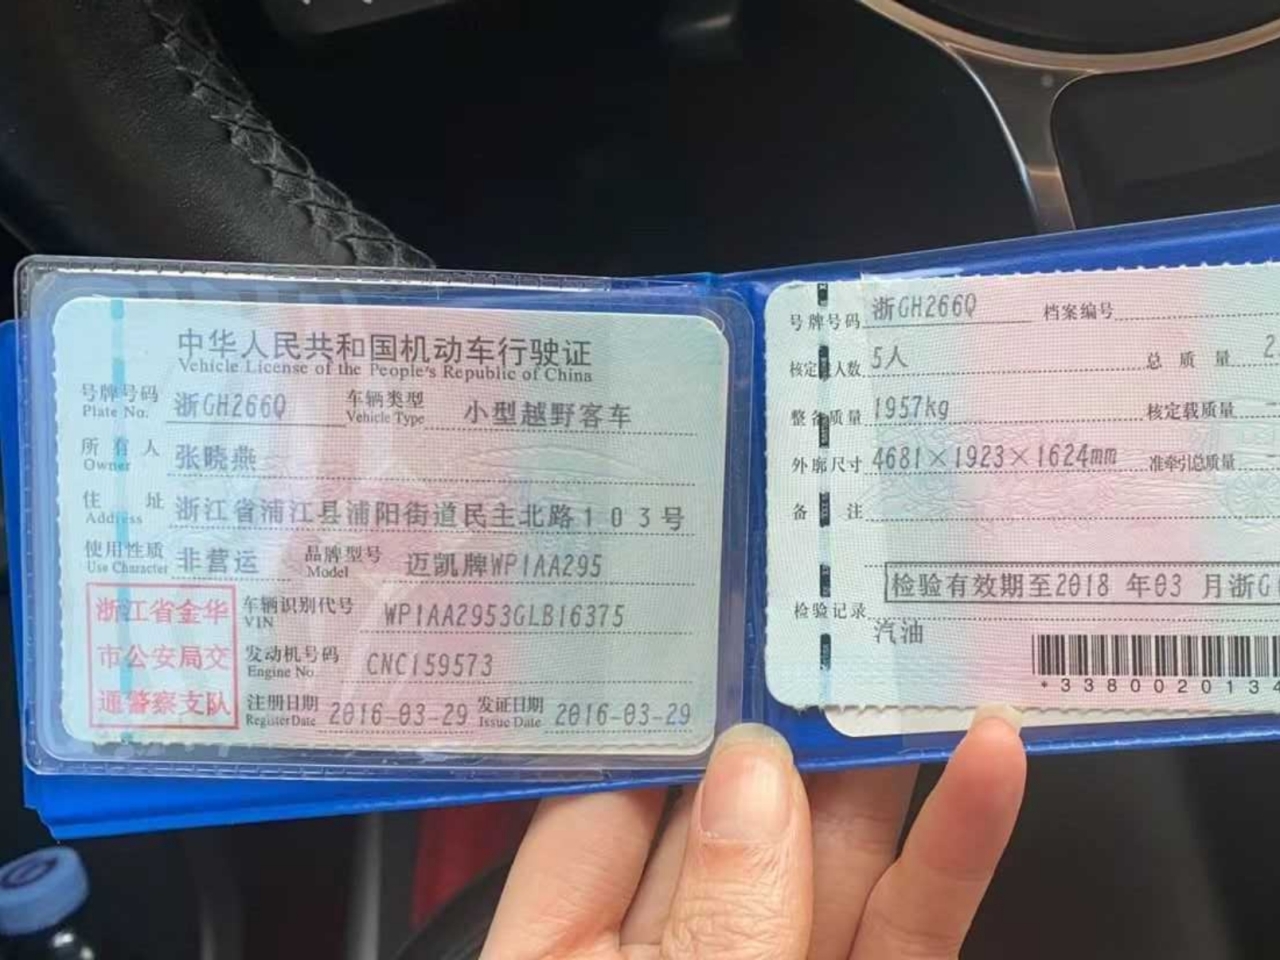 中华人民共和国机动车行驶证
Vehicle License of the People's Republic of China
号牌号码 浙GH266Q 车辆类型 小型越野客车
Plate No. Vehicle Type
所有人 张晓燕
Owner
住址 浙江省浦江县浦阳街道民主北路103号
Address
使用性质 非营运 品牌型号 迈凯牌WP1AA295
Use Character Model
浙江省金华
市公安局交
通警察支队
车辆识别代号 WP1AA2953GLB16375
VIN
发动机号码 CNC159573
Engine No.
注册日期 2016-03-29 发证日期 2016-03-29
Register Date Issue Date
号牌号码 浙GH266Q 档案编号
核定人数 5人 总质量 2
整备质量 1957kg 核定载质量
外廓尺寸 4681×1923×1624mm 准牵引总质量
备注
检验有效期至2018 年03 月浙G
检验记录
汽油
*3380020134